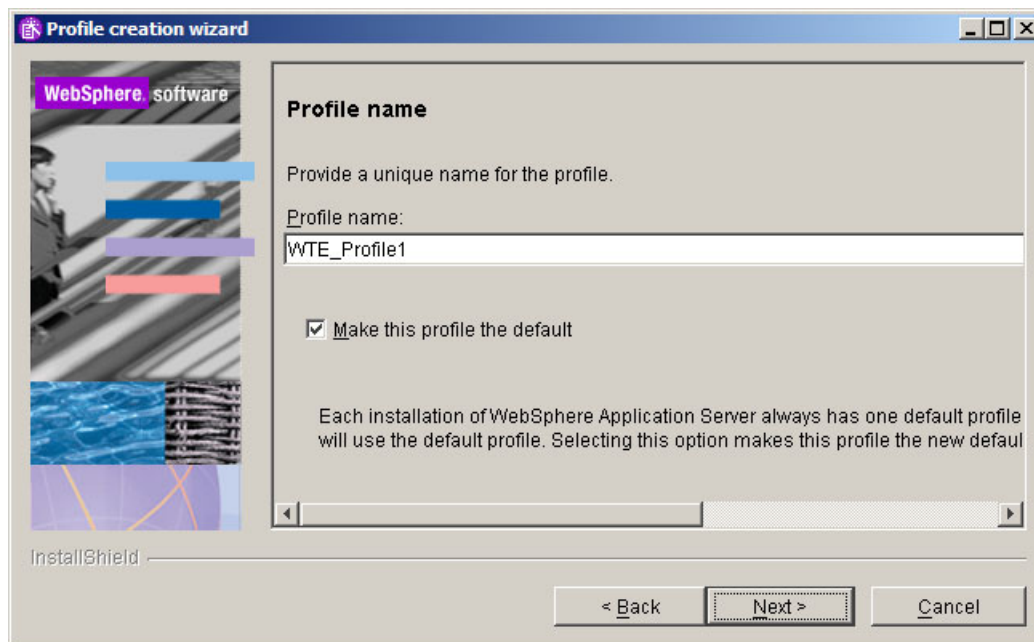 Profile creation wizard
WebSphere. software
Profile name
Provide a unique name for the profile.
Profile name:
WTE_Profile1
Make this profile the default
Each installation of WebSphere Application Server always has one default profile
will use the default profile. Selecting this option makes this profile the new defaul
InstallShield
< Back
Next >
Cancel